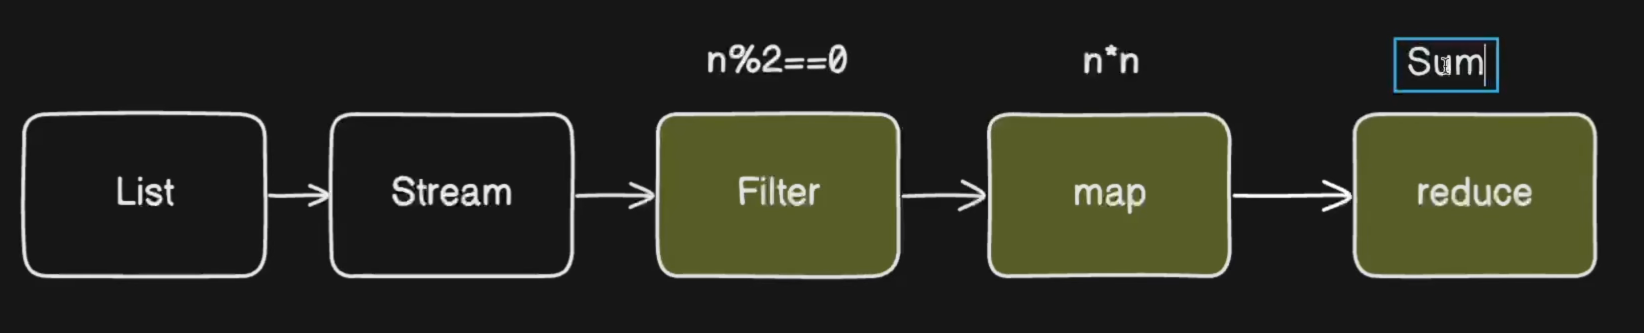 n%2==0
n*n
Sum
List
Stream
Filter
map
reduce